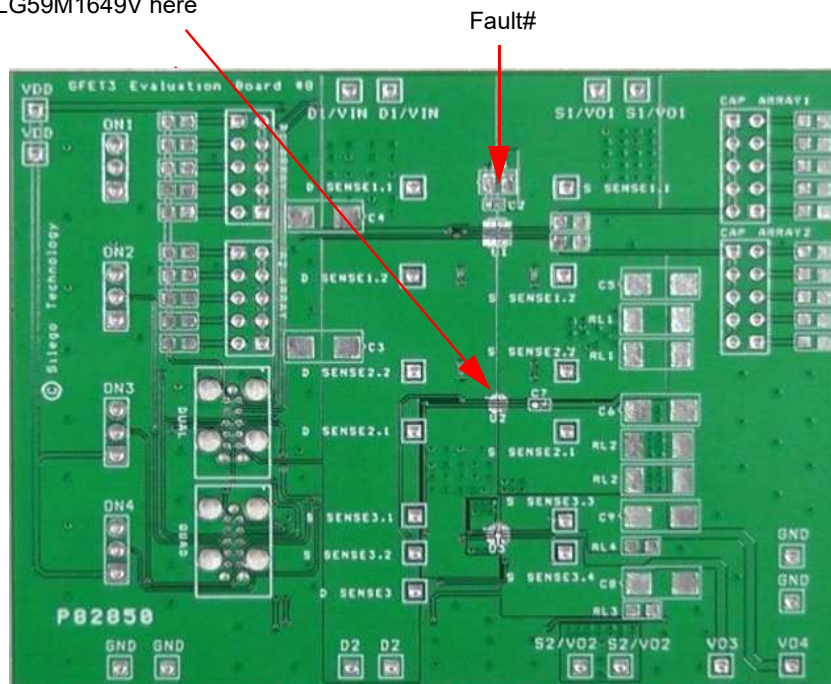 LG59M1649V here
Fault#
VDD GFET3 Evaluation Board #0
D1/VIN D1/VIN
S1/VO1 S1/VO1
CAP ARRAY1
VDD
ON1
D SENSE1.1
S SENSE1.1
C2
C4
U1
CAP ARRAY2
ON2
D SENSE1.2
S SENSE1.2
C5
RL1
© Silego Technology
C3
S SENSE2.2
RL1
D SENSE2.2
DUAL
ON3
C7
U2
C6
D SENSE2.1
S SENSE2.1
RL2
RL2
ON4
QUAD
S SENSE3.1
S SENSE3.3
C9
S SENSE3.2
RL4
GND
D SENSE3
S SENSE3.4
C8
GND
RL3
P82850
GND GND
D2 D2
S2/VO2 S2/VO2
VO3 VO4